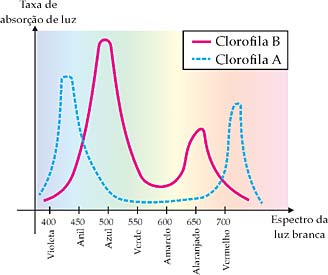 Taxa de
absorção de luz
Clorofila B
Clorofila A
400 450 500 550 600 650 700
Violeta Anil Azul Verde Amarelo Alaranjado Vermelho
Espectro da
luz branca